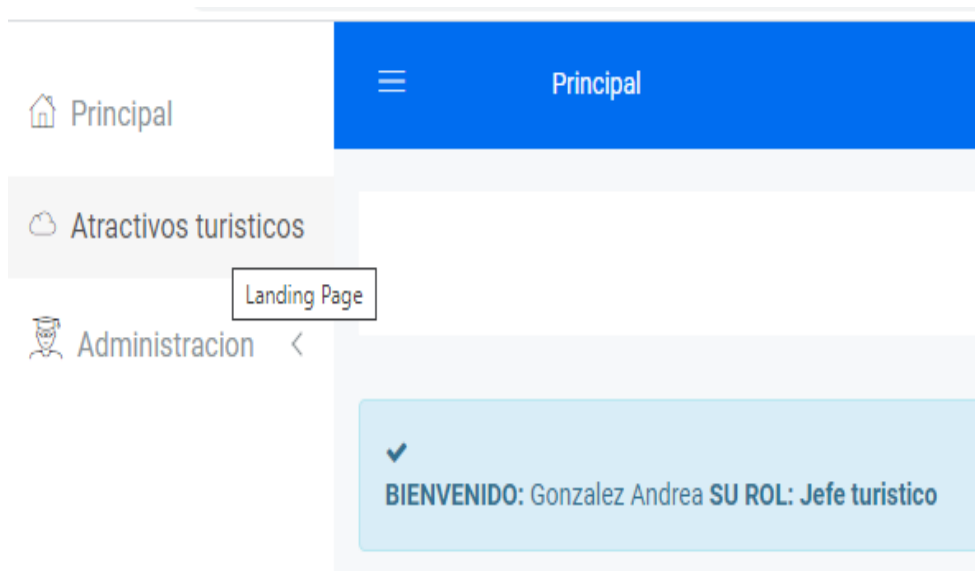 Principal
Atractivos turisticos
Landing Page
Administracion
Principal
BIENVENIDO: Gonzalez Andrea SU ROL: Jefe turistico